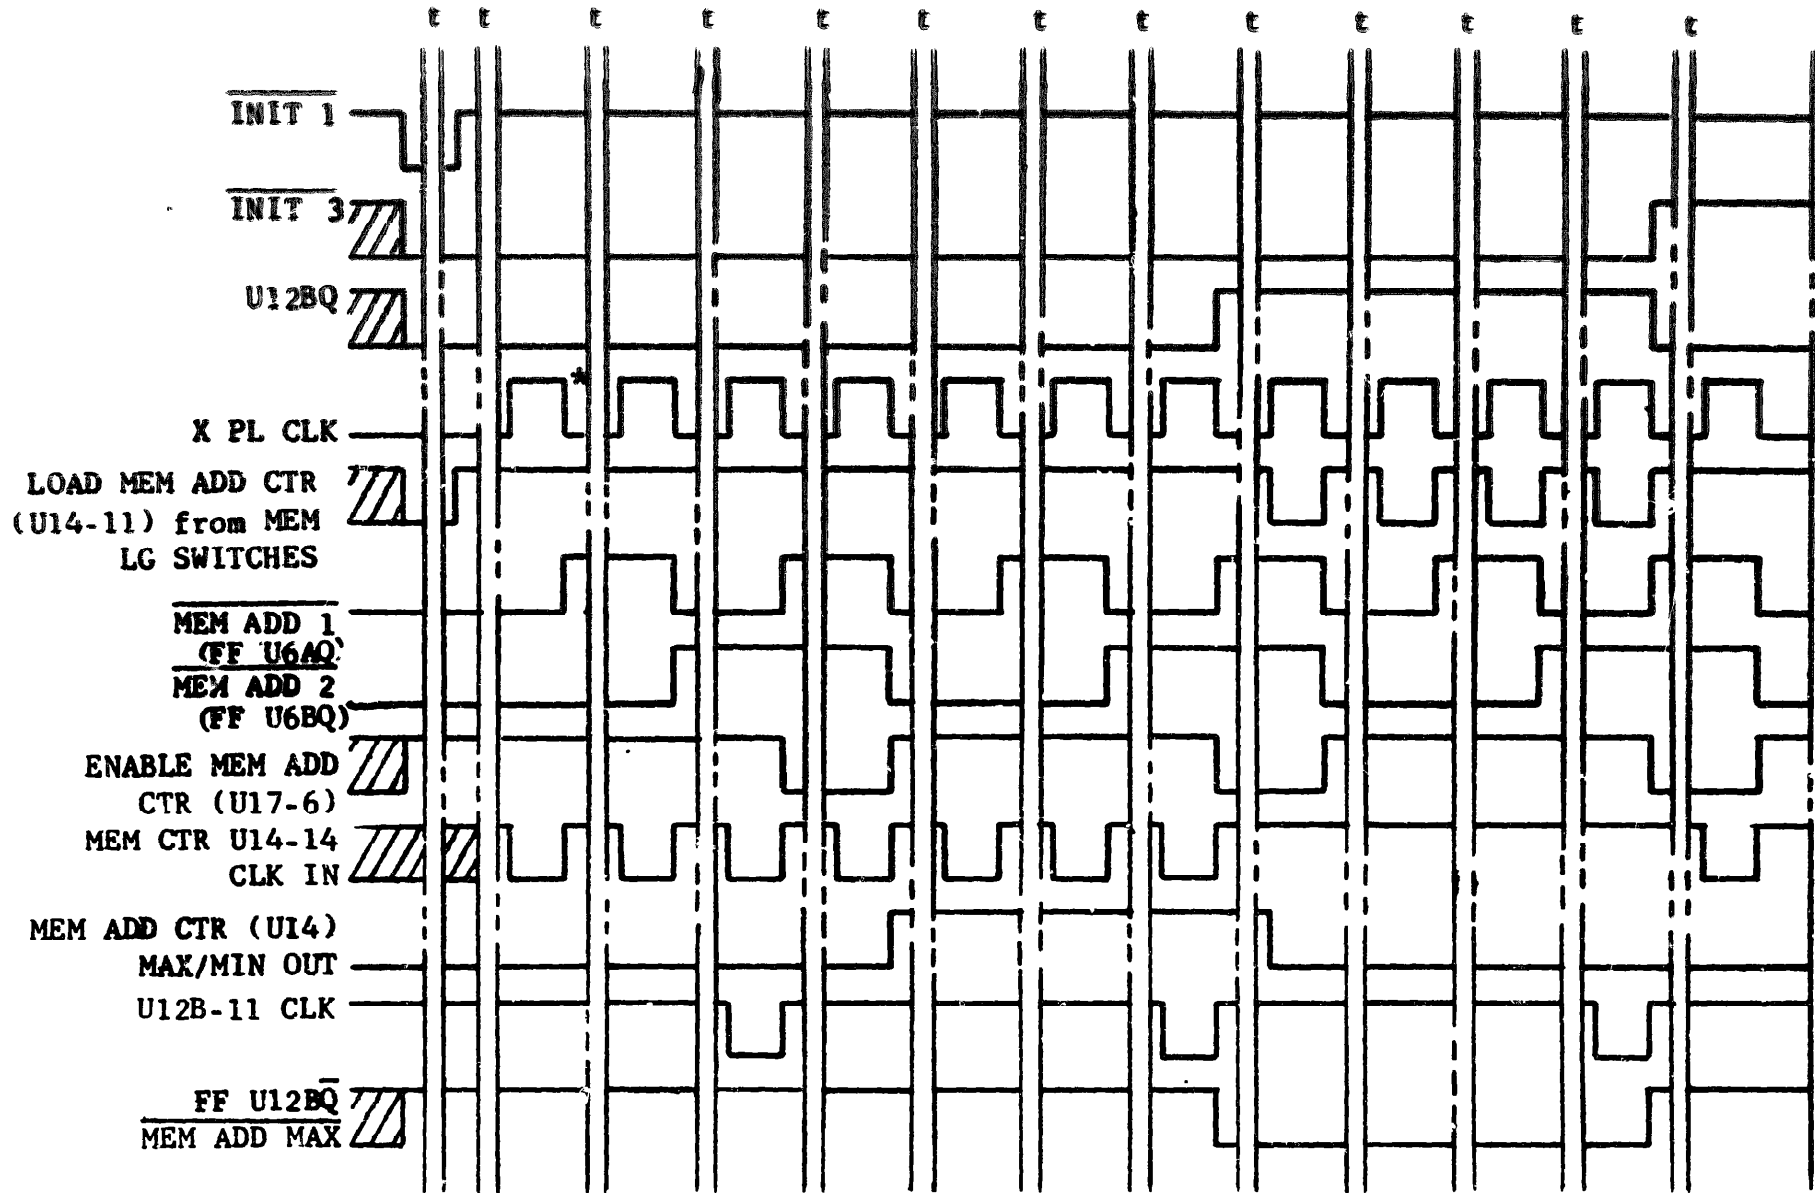 t t t t t t t t t t t t t
INIT 1
INIT 3
U12BQ
*
X PL CLK
LOAD MEM ADD CTR
(U14-11) from MEM
LG SWITCHES
MEM ADD 1
(FF U6AQ)
MEM ADD 2
(FF U6BQ)
ENABLE MEM ADD
CTR (U17-6)
MEM CTR U14-14
CLK IN
MEM ADD CTR (UI4)
MAX/MIN OUT
U12B-11 CLK
FF U12BQ̅
MEM ADD MAX